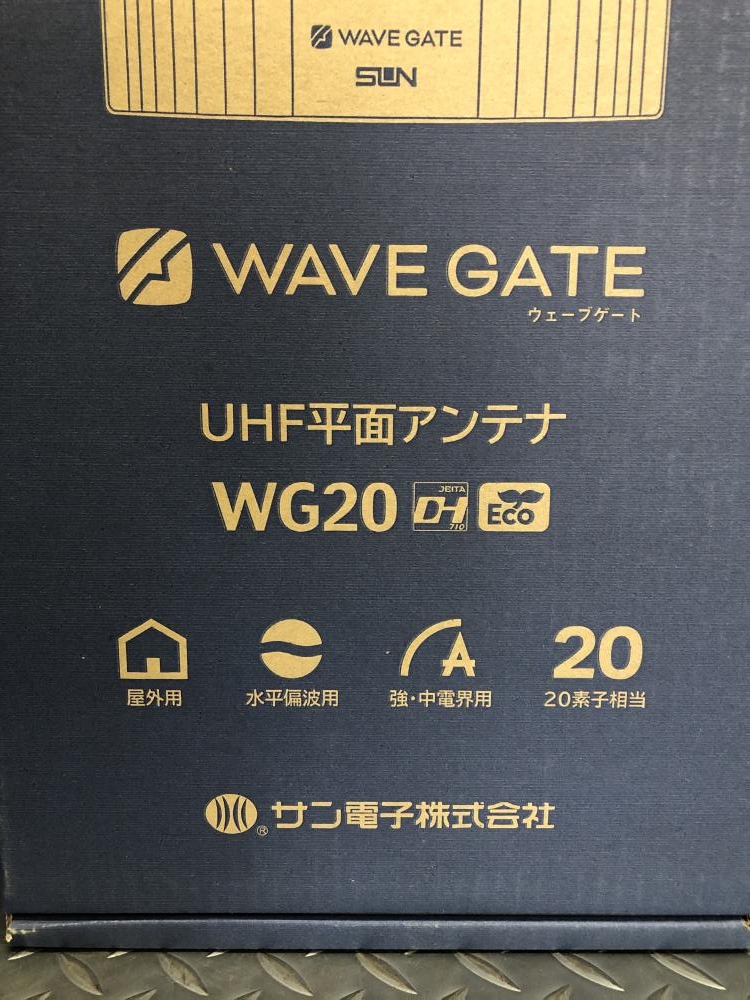 WAVE GATE
SUN
WAVE GATE
ウェーブゲート
UHF平面アンテナ
WG20 JEITA DH 710 Eco
A 20
屋外用 水平偏波用 強・中電界用 20素子相当
® サン電子株式会社